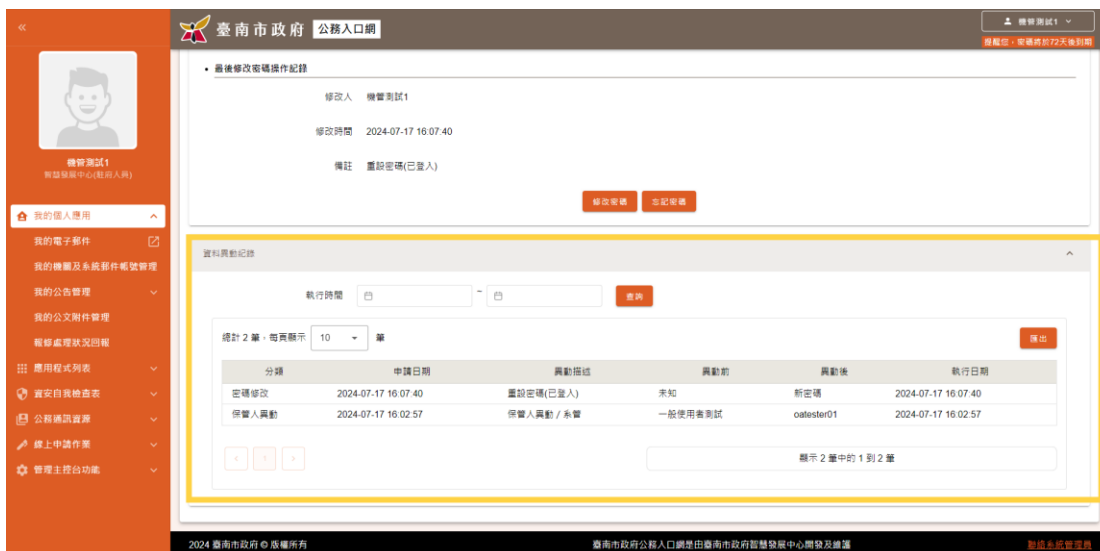 臺南市政府 公務入口網
機管測試1
提醒您，密碼將於72天後到期
機管測試1
智慧發展中心(駐府人員)
我的個人應用
我的電子郵件
我的機關及系統郵件帳號管理
我的公告管理
我的公文附件管理
報修處理狀況回報
應用程式列表
資安自我檢查表
公務通訊資源
線上申請作業
管理主控台功能
最後修改密碼操作記錄
修改人 機管測試1
修改時間 2024-07-17 16:07:40
備註 重設密碼(已登入)
修改密碼 忘記密碼
資料異動紀錄
執行時間 ~ 查詢
總計 2 筆，每頁顯示 10 筆 匯出
分類 申請日期 異動描述 異動前 異動後 執行日期
密碼修改 2024-07-17 16:07:40 重設密碼(已登入) 未知 新密碼 2024-07-17 16:07:40
保管人異動 2024-07-17 16:02:57 保管人異動 / 系管 一般使用者測試 oatester01 2024-07-17 16:02:57
< 1 >
顯示 2 筆中的 1 到 2 筆
2024 臺南市政府 © 版權所有 臺南市政府公務入口網是由臺南市政府智慧發展中心開發及維護 聯絡系統管理員